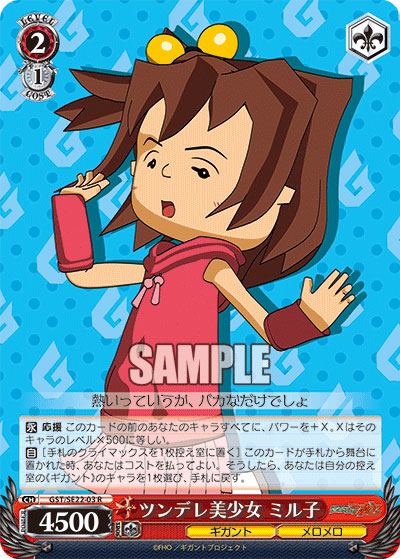 LEVEL
2
1
COST
SAMPLE
熱いっていうか、バカなだけでしょ
永 応援 このカードの前のあなたのキャラすべてに、パワーを+X。Xはそ
のキャラのレベル×500に等しい。
自 [手札のクライマックスを1枚控え室に置く] このカードが手札から舞台に
置かれた時、あなたはコストを払ってよい。そうしたら、あなたは自分の控え
室の《ギガント》のキャラを1枚選び、手札に戻す。
CH
GST/SE22-03 R
4500
ツンデレ美少女 ミル子
ギガント
メロメロ
©FHO /ギガントプロジェクト